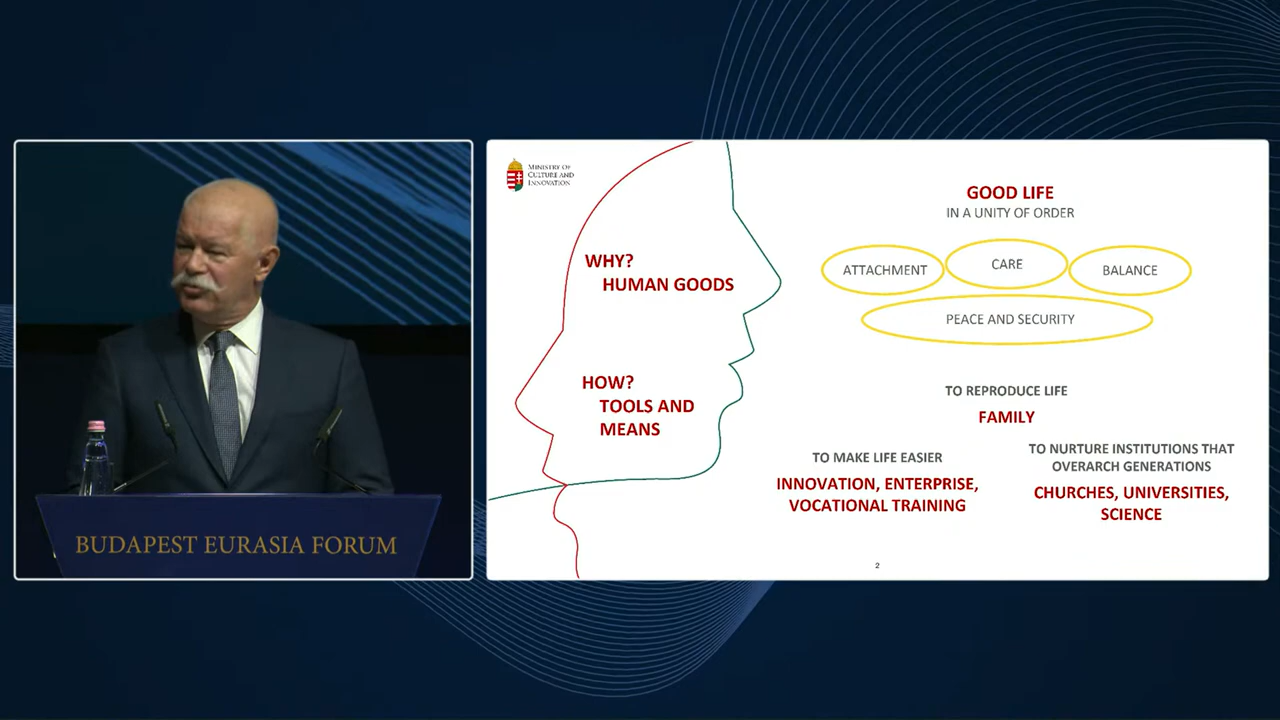 BUDAPEST EURASIA FORUM
MINISTRY OF
CULTURE AND
INNOVATION
WHY?
HUMAN GOODS
HOW?
TOOLS AND
MEANS
GOOD LIFE
IN A UNITY OF ORDER
ATTACHMENT
CARE
BALANCE
PEACE AND SECURITY
TO REPRODUCE LIFE
FAMILY
TO MAKE LIFE EASIER
INNOVATION, ENTERPRISE,
VOCATIONAL TRAINING
TO NURTURE INSTITUTIONS THAT
OVERARCH GENERATIONS
CHURCHES, UNIVERSITIES,
SCIENCE
2